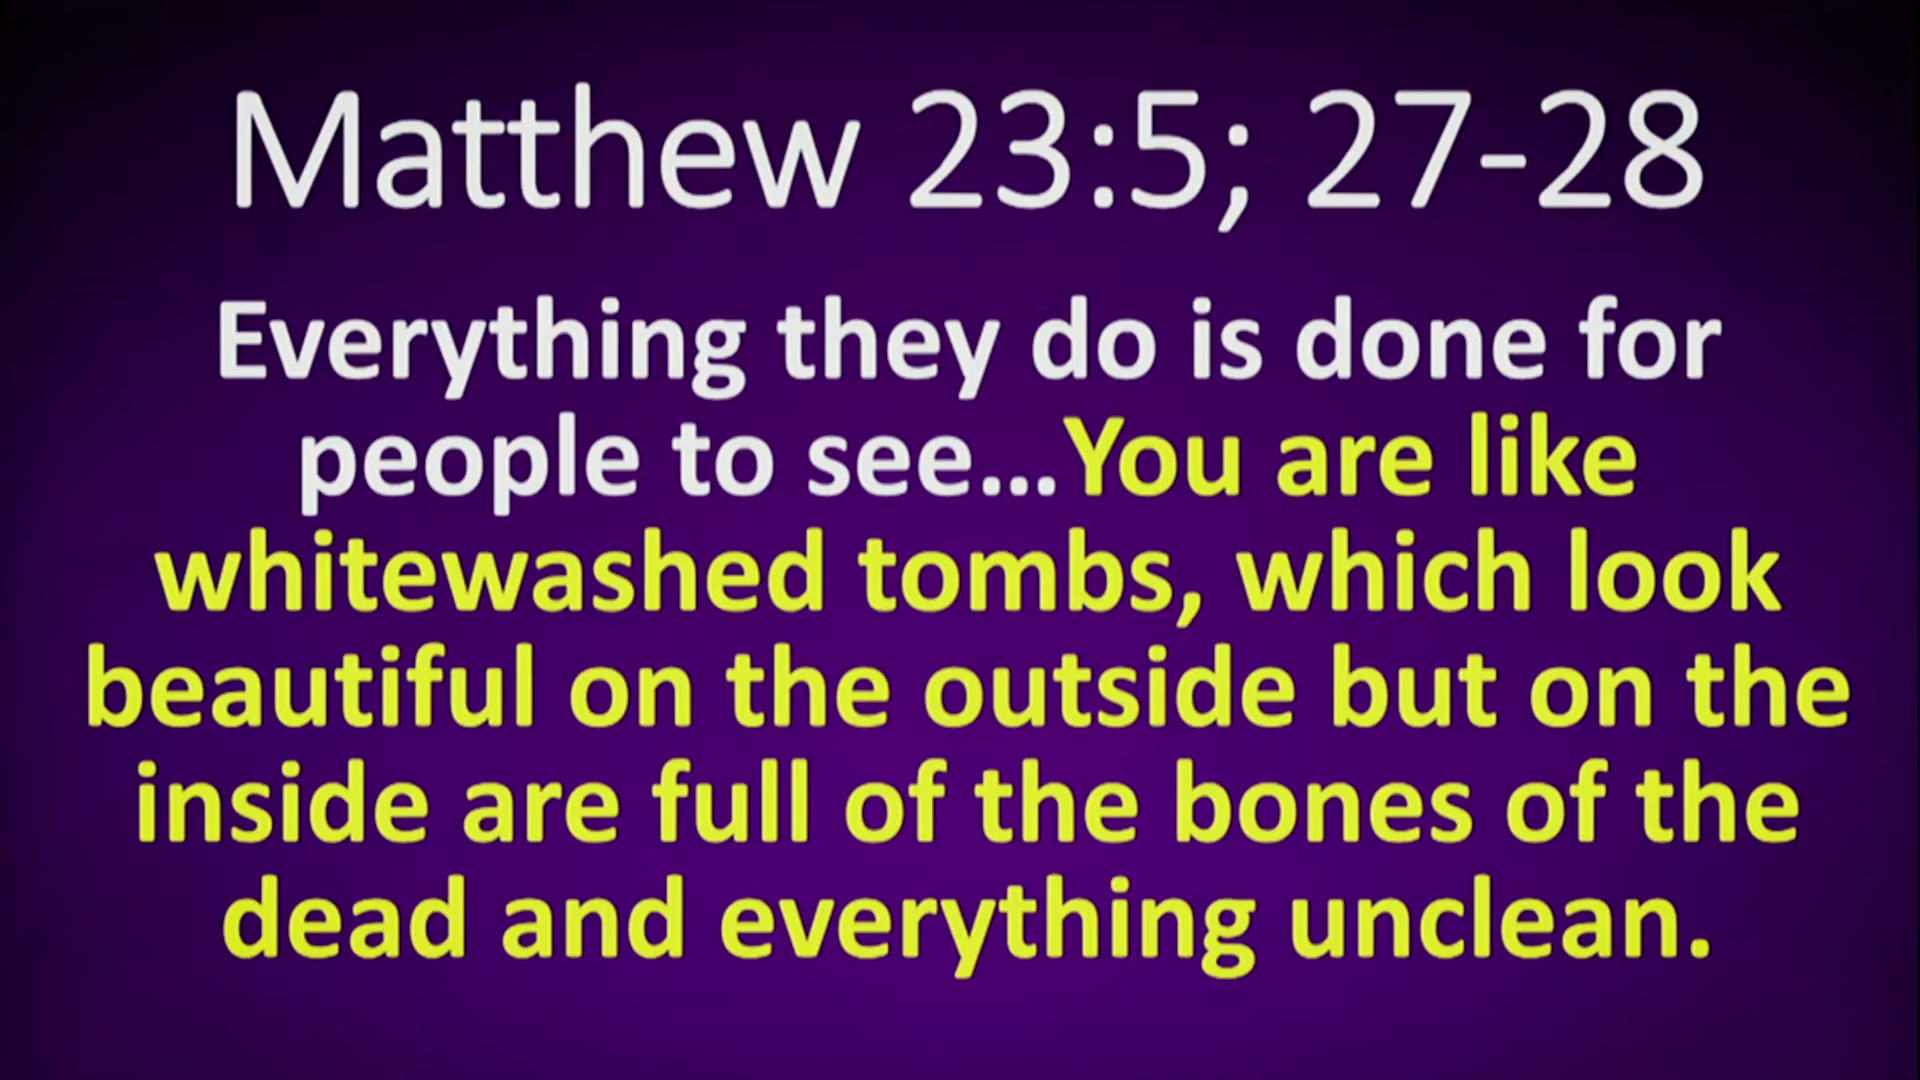 Matthew 23:5; 27-28
Everything they do is done for
people to see...You are like
whitewashed tombs, which look
beautiful on the outside but on the
inside are full of the bones of the
dead and everything unclean.